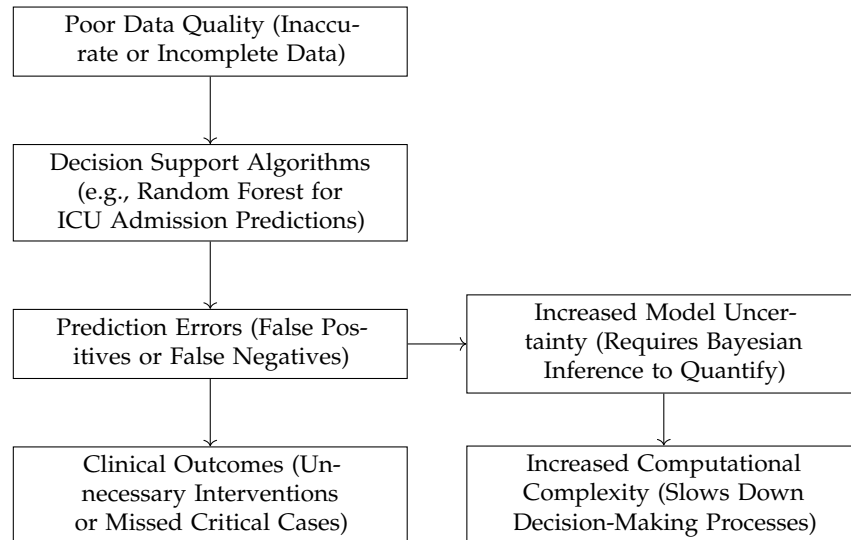 Poor Data Quality (Inaccu-
rate or Incomplete Data)
Decision Support Algorithms
(e.g., Random Forest for
ICU Admission Predictions)
Prediction Errors (False Pos-
itives or False Negatives)
Increased Model Uncer-
tainty (Requires Bayesian
Inference to Quantify)
Clinical Outcomes (Un-
necessary Interventions
or Missed Critical Cases)
Increased Computational
Complexity (Slows Down
Decision-Making Processes)